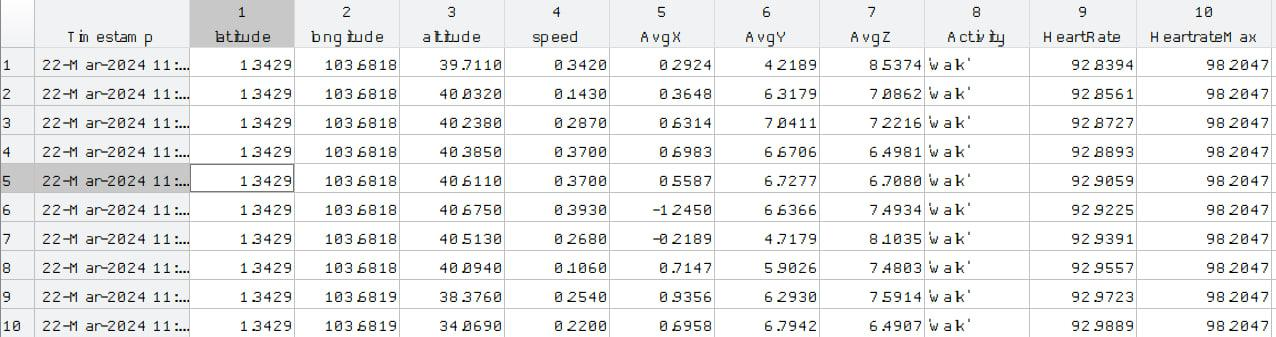 1 2 3 4 5 6 7 8 9 10
Timestamp latitude longitude altitude speed AvgX AvgY AvgZ Activity HeartRate HeartrateMax
1 22-Mar-2024 11:... 1.3429 103.6818 39.7110 0.3420 0.2924 4.2189 8.5374 'walk' 92.8394 98.2047
2 22-Mar-2024 11:... 1.3429 103.6818 40.0320 0.1430 0.3648 6.3179 7.0862 'walk' 92.8561 98.2047
3 22-Mar-2024 11:... 1.3429 103.6818 40.2380 0.2870 0.6314 7.0411 7.2216 'walk' 92.8727 98.2047
4 22-Mar-2024 11:... 1.3429 103.6818 40.3850 0.3700 0.6983 6.6706 6.4981 'walk' 92.8893 98.2047
5 22-Mar-2024 11:... 1.3429 103.6818 40.6110 0.3700 0.5587 6.7277 6.7080 'walk' 92.9059 98.2047
6 22-Mar-2024 11:... 1.3429 103.6818 40.6750 0.3930 -1.2450 6.6366 7.4934 'walk' 92.9225 98.2047
7 22-Mar-2024 11:... 1.3429 103.6818 40.5130 0.2680 -0.2189 4.7179 8.1035 'walk' 92.9391 98.2047
8 22-Mar-2024 11:... 1.3429 103.6818 40.0940 0.1060 0.7147 5.9026 7.4803 'walk' 92.9557 98.2047
9 22-Mar-2024 11:... 1.3429 103.6819 38.3760 0.2540 0.9356 6.2930 7.5914 'walk' 92.9723 98.2047
10 22-Mar-2024 11:... 1.3429 103.6819 34.0690 0.2200 0.6958 6.7942 6.4907 'walk' 92.9889 98.2047